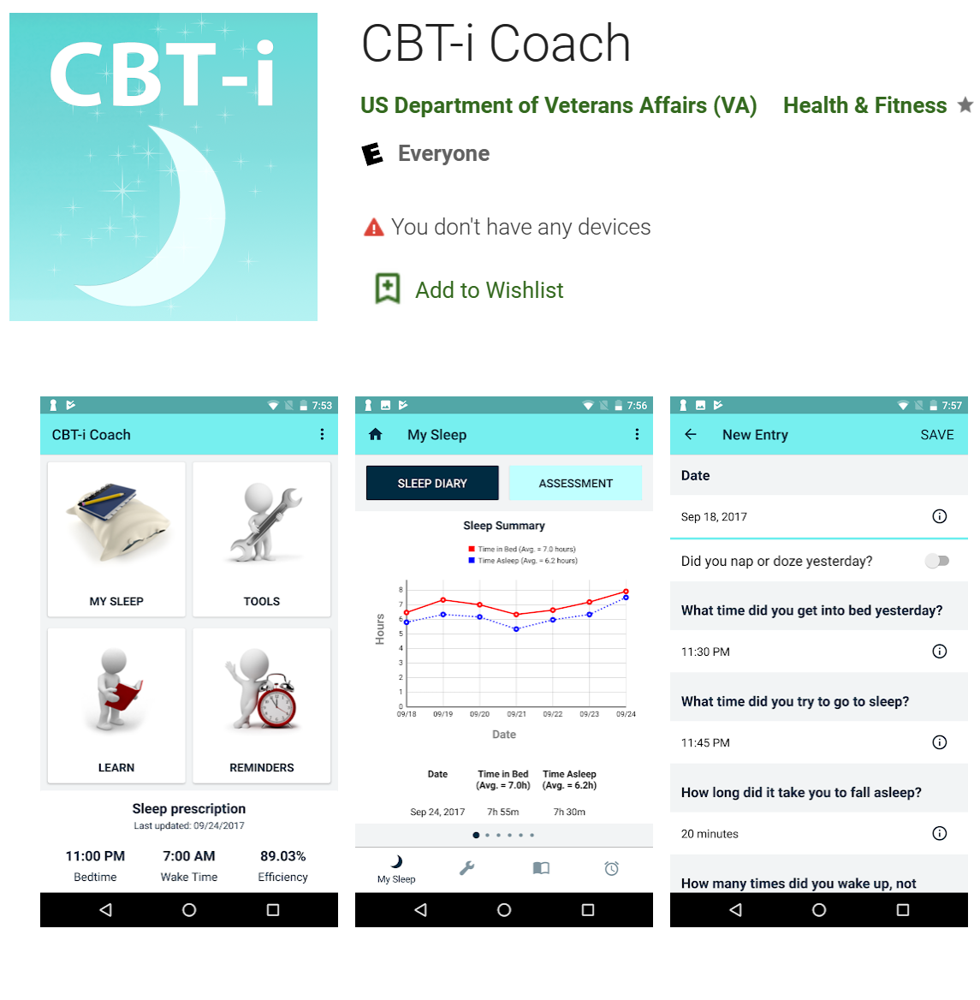 CBT-i
CBT-i Coach
US Department of Veterans Affairs (VA) Health & Fitness
E Everyone
You don't have any devices
Add to Wishlist
7:53
CBT-i Coach
MY SLEEP
TOOLS
LEARN
REMINDERS
Sleep prescription
Last updated: 09/24/2017
11:00 PM 7:00 AM 89.03%
Bedtime Wake Time Efficiency
7:56
My Sleep
SLEEP DIARY ASSESSMENT
Sleep Summary
Time in Bed (Avg. = 7.0 hours)
Time Asleep (Avg. = 6.2 hours)
Hours
8
7
6
5
4
3
2
1
0
09/18 09/19 09/20 09/21 09/22 09/23 09/24
Date
Date Time in Bed Time Asleep
(Avg. = 7.0h) (Avg. = 6.2h)
Sep 24, 2017 7h 55m 7h 30m
My Sleep
7:57
New Entry SAVE
Date
Sep 18, 2017
Did you nap or doze yesterday?
What time did you get into bed yesterday?
11:30 PM
What time did you try to go to sleep?
11:45 PM
How long did it take you to fall asleep?
20 minutes
How many times did you wake up, not